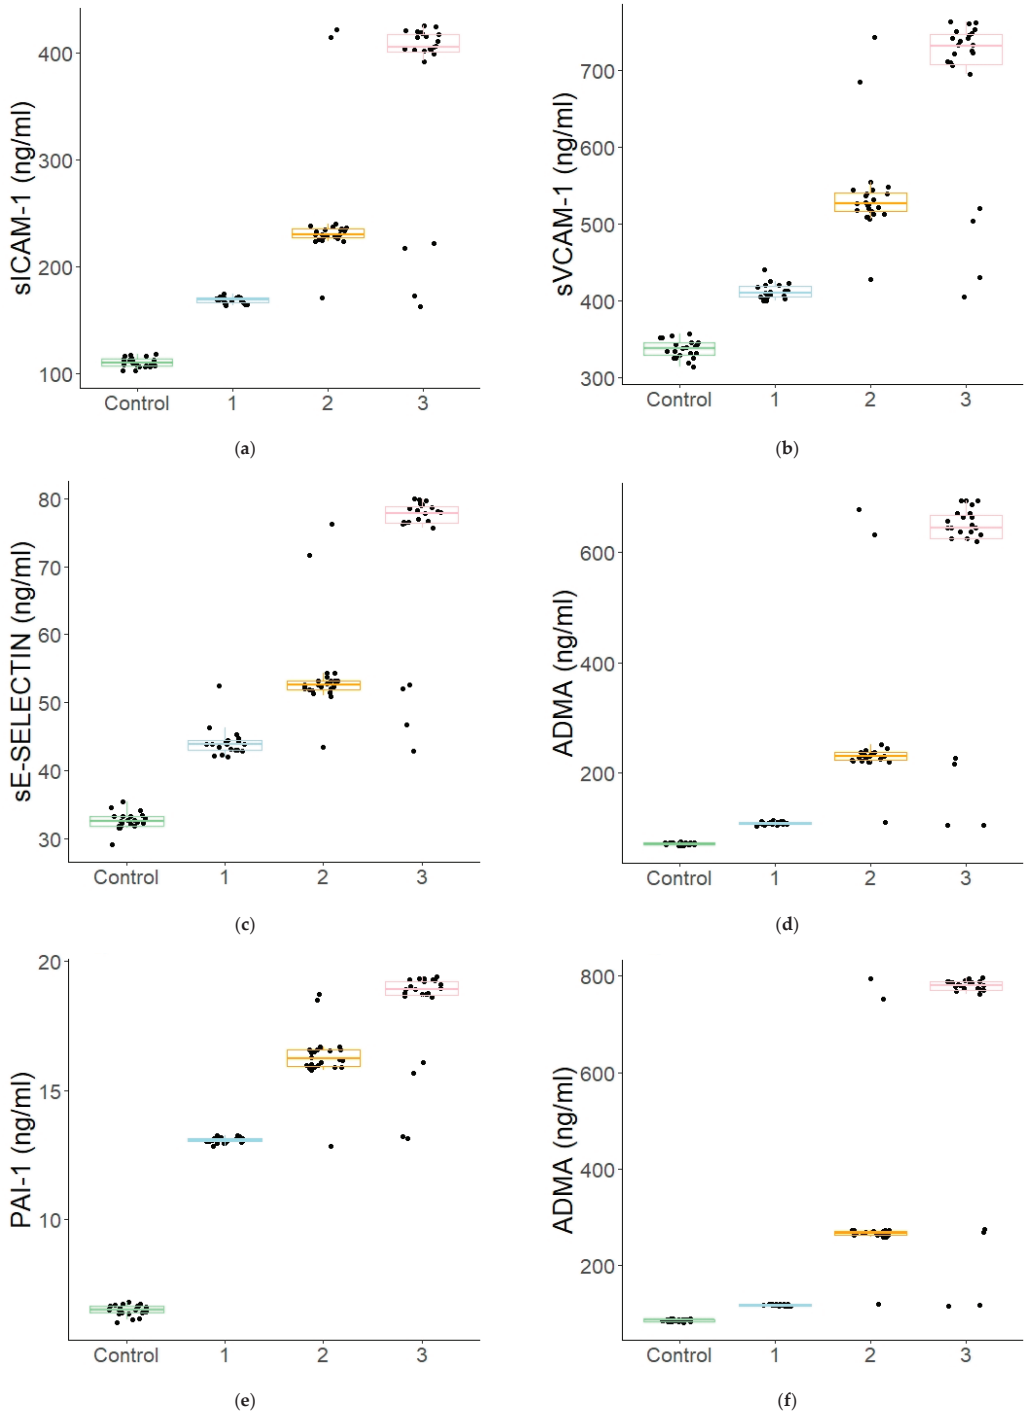 sICAM-1 (ng/ml)
400
300
200
100
Control 1 2 3
(a)
sVCAM-1 (ng/ml)
700
600
500
400
300
Control 1 2 3
(b)
sE-SELECTIN (ng/ml)
80
70
60
50
40
30
Control 1 2 3
(c)
ADMA (ng/ml)
600
400
200
Control 1 2 3
(d)
PAI-1 (ng/ml)
20
15
10
Control 1 2 3
(e)
ADMA (ng/ml)
800
600
400
200
Control 1 2 3
(f)